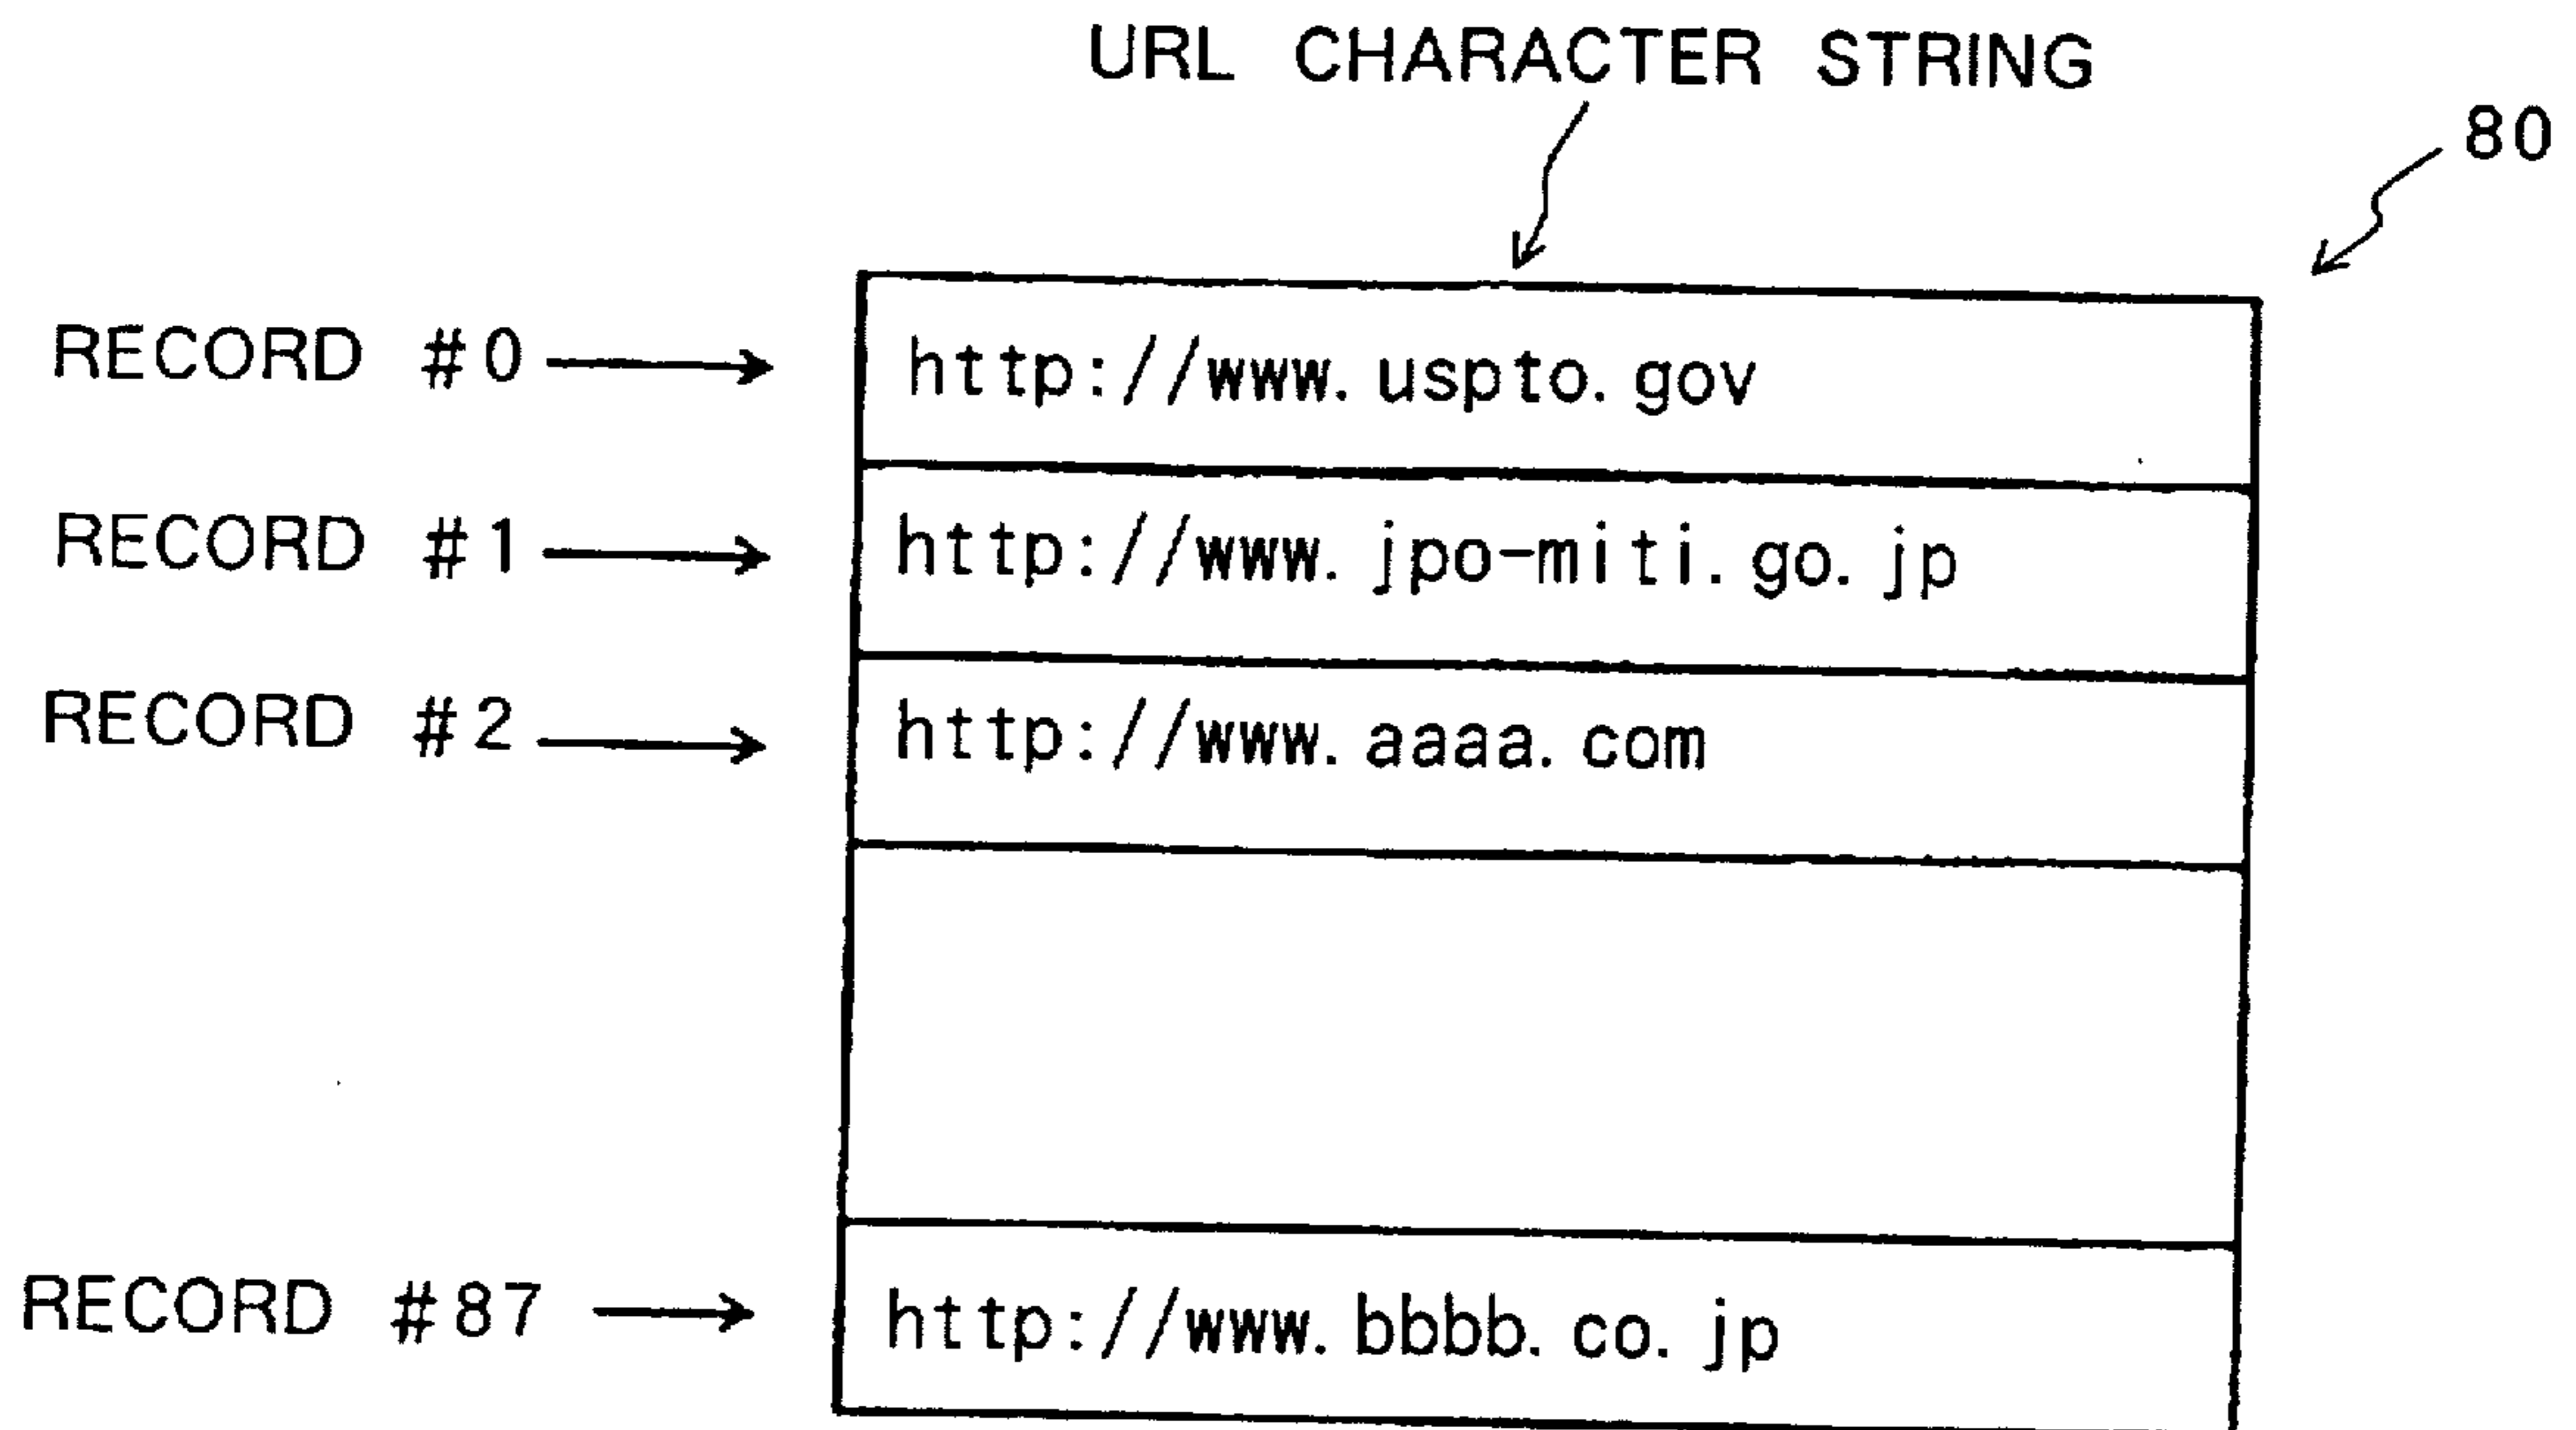 URL CHARACTER STRING
80
RECORD #0 http://www.uspto.gov
RECORD #1 http://www.jpo-miti.go.jp
RECORD #2 http://www.aaaa.com
RECORD #87 http://www.bbbb.co.jp